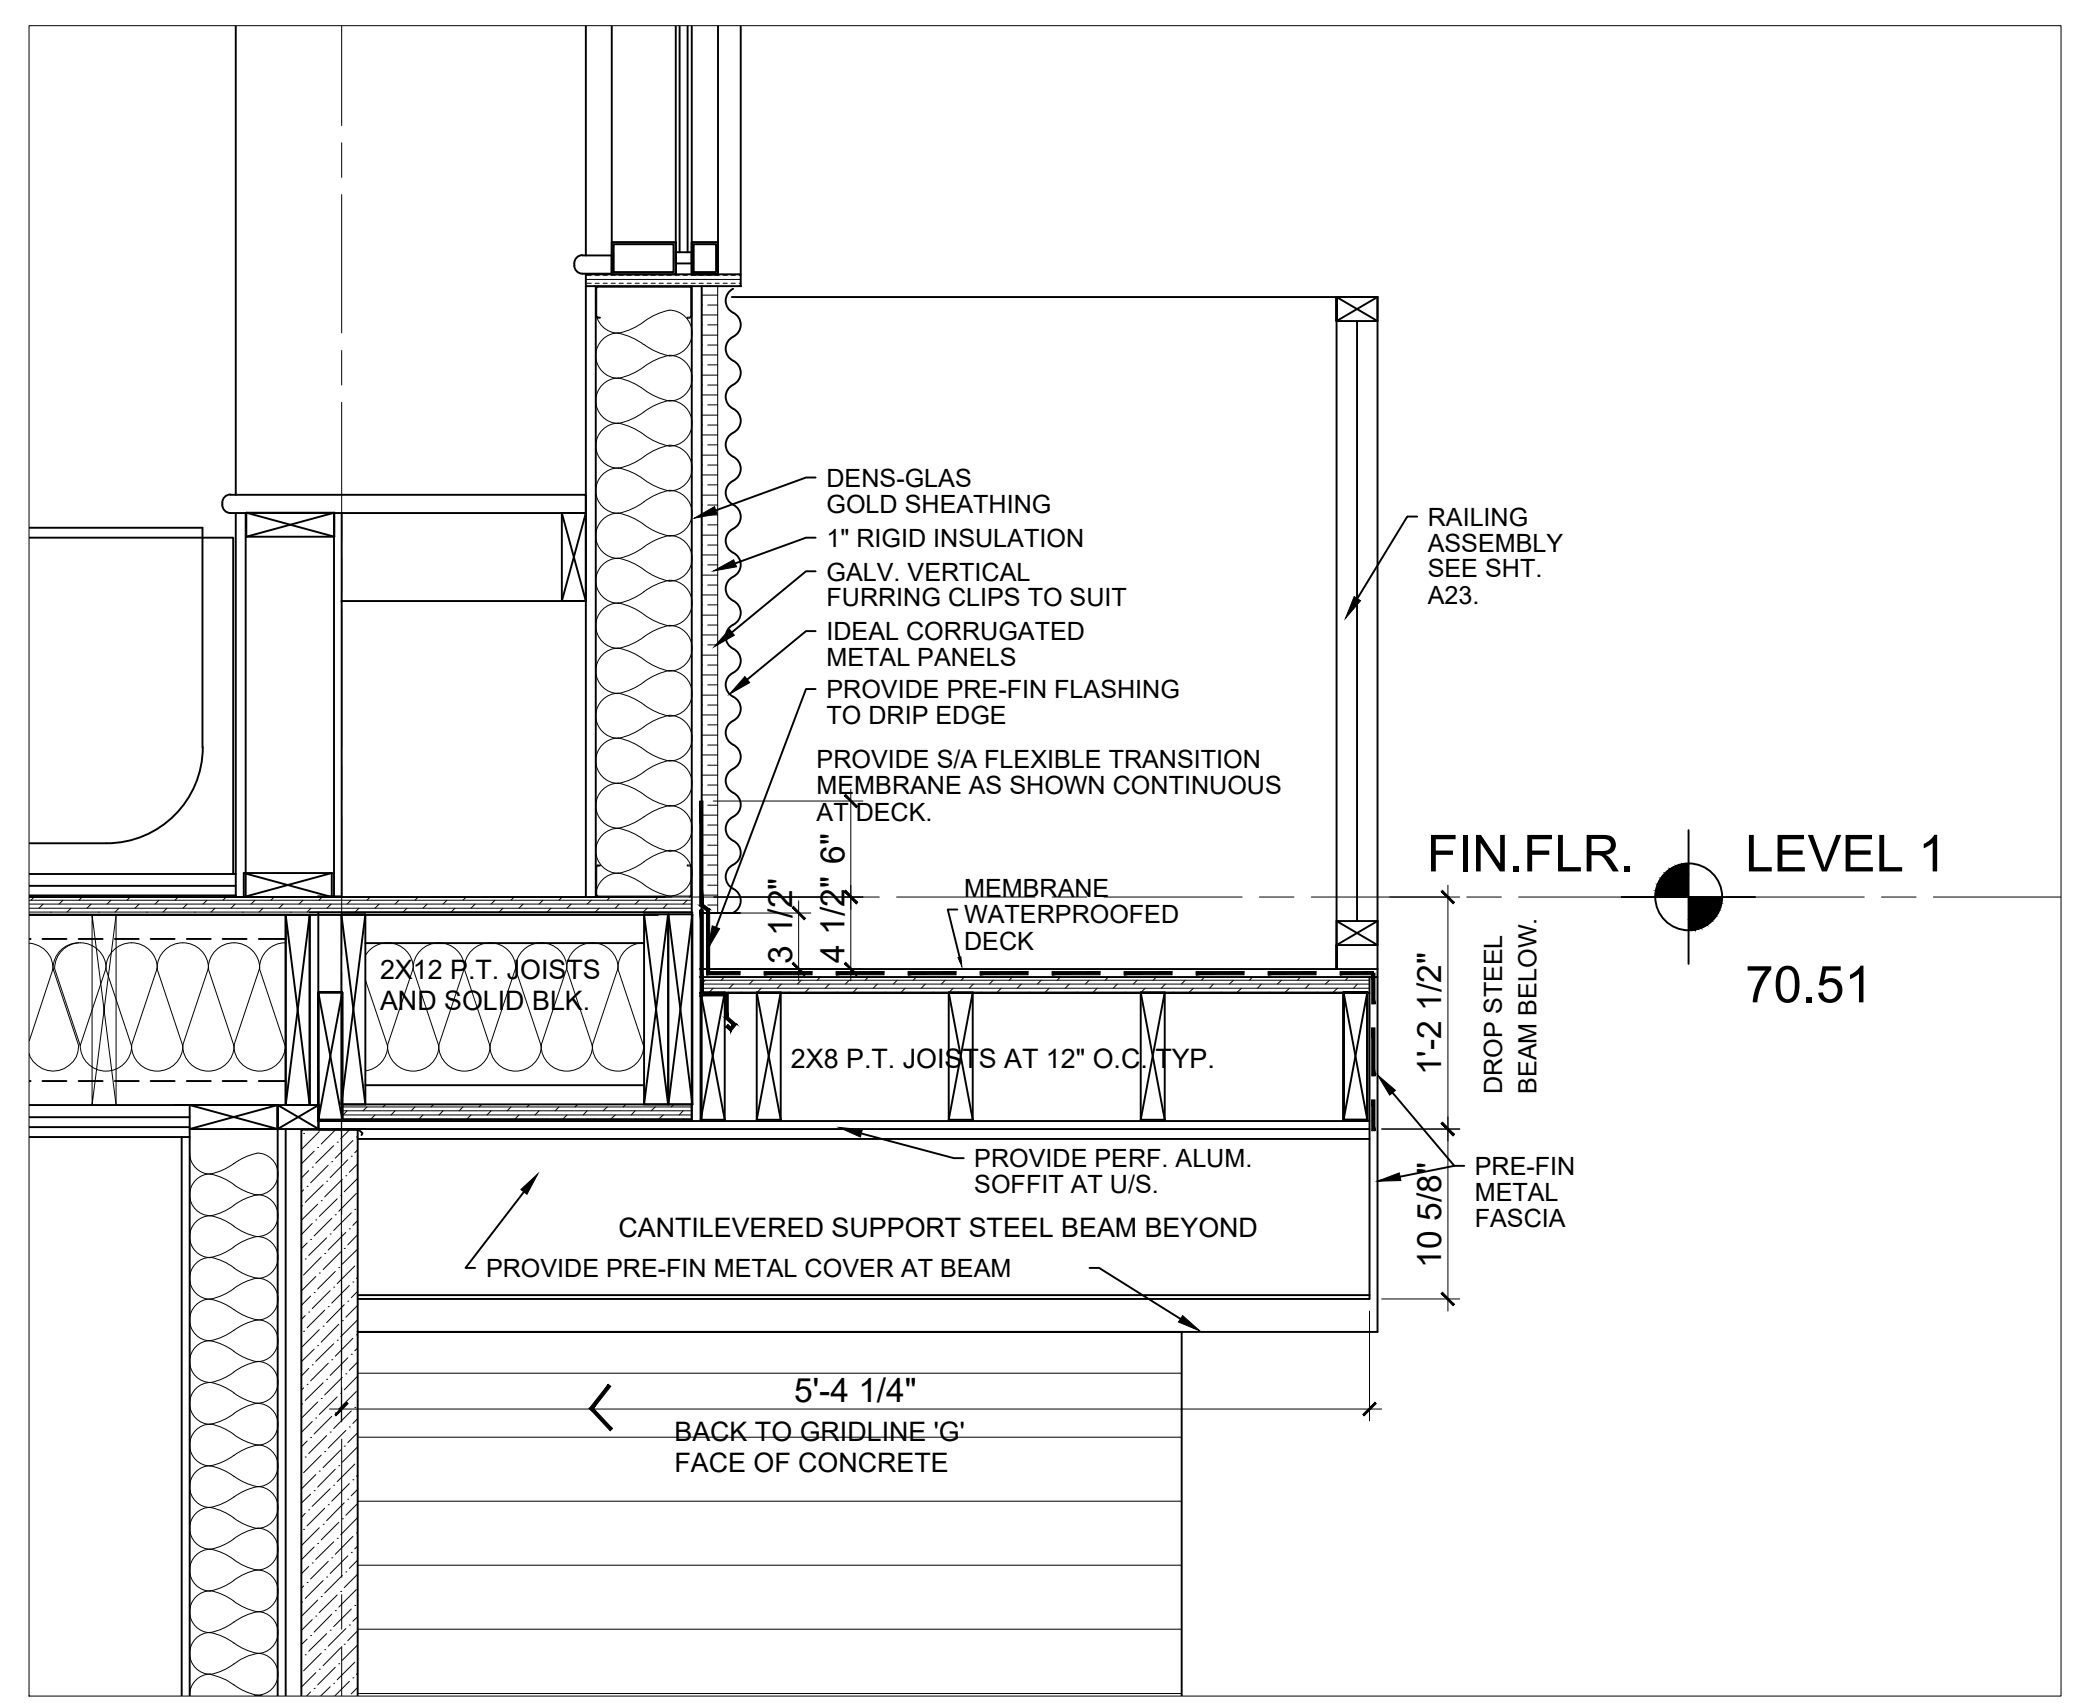 DENS-GLAS
GOLD SHEATHING
1" RIGID INSULATION
GALV. VERTICAL
FURRING CLIPS TO SUIT
IDEAL CORRUGATED
METAL PANELS
PROVIDE PRE-FIN FLASHING
TO DRIP EDGE
PROVIDE S/A FLEXIBLE TRANSITION
MEMBRANE AS SHOWN CONTINUOUS
AT DECK.
RAILING
ASSEMBLY
SEE SHT.
A23.
6"
4 1/2"
3 1/2"
MEMBRANE
WATERPROOFED
DECK
FIN.FLR.
LEVEL 1
70.51
2X12 P.T. JOISTS
AND SOLID BLK.
2X8 P.T. JOISTS AT 12" O.C. TYP.
1'-2 1/2"
DROP STEEL
BEAM BELOW.
PROVIDE PERF. ALUM.
SOFFIT AT U/S.
10 5/8"
PRE-FIN
METAL
FASCIA
CANTILEVERED SUPPORT STEEL BEAM BEYOND
PROVIDE PRE-FIN METAL COVER AT BEAM
5'-4 1/4"
BACK TO GRIDLINE 'G'
FACE OF CONCRETE